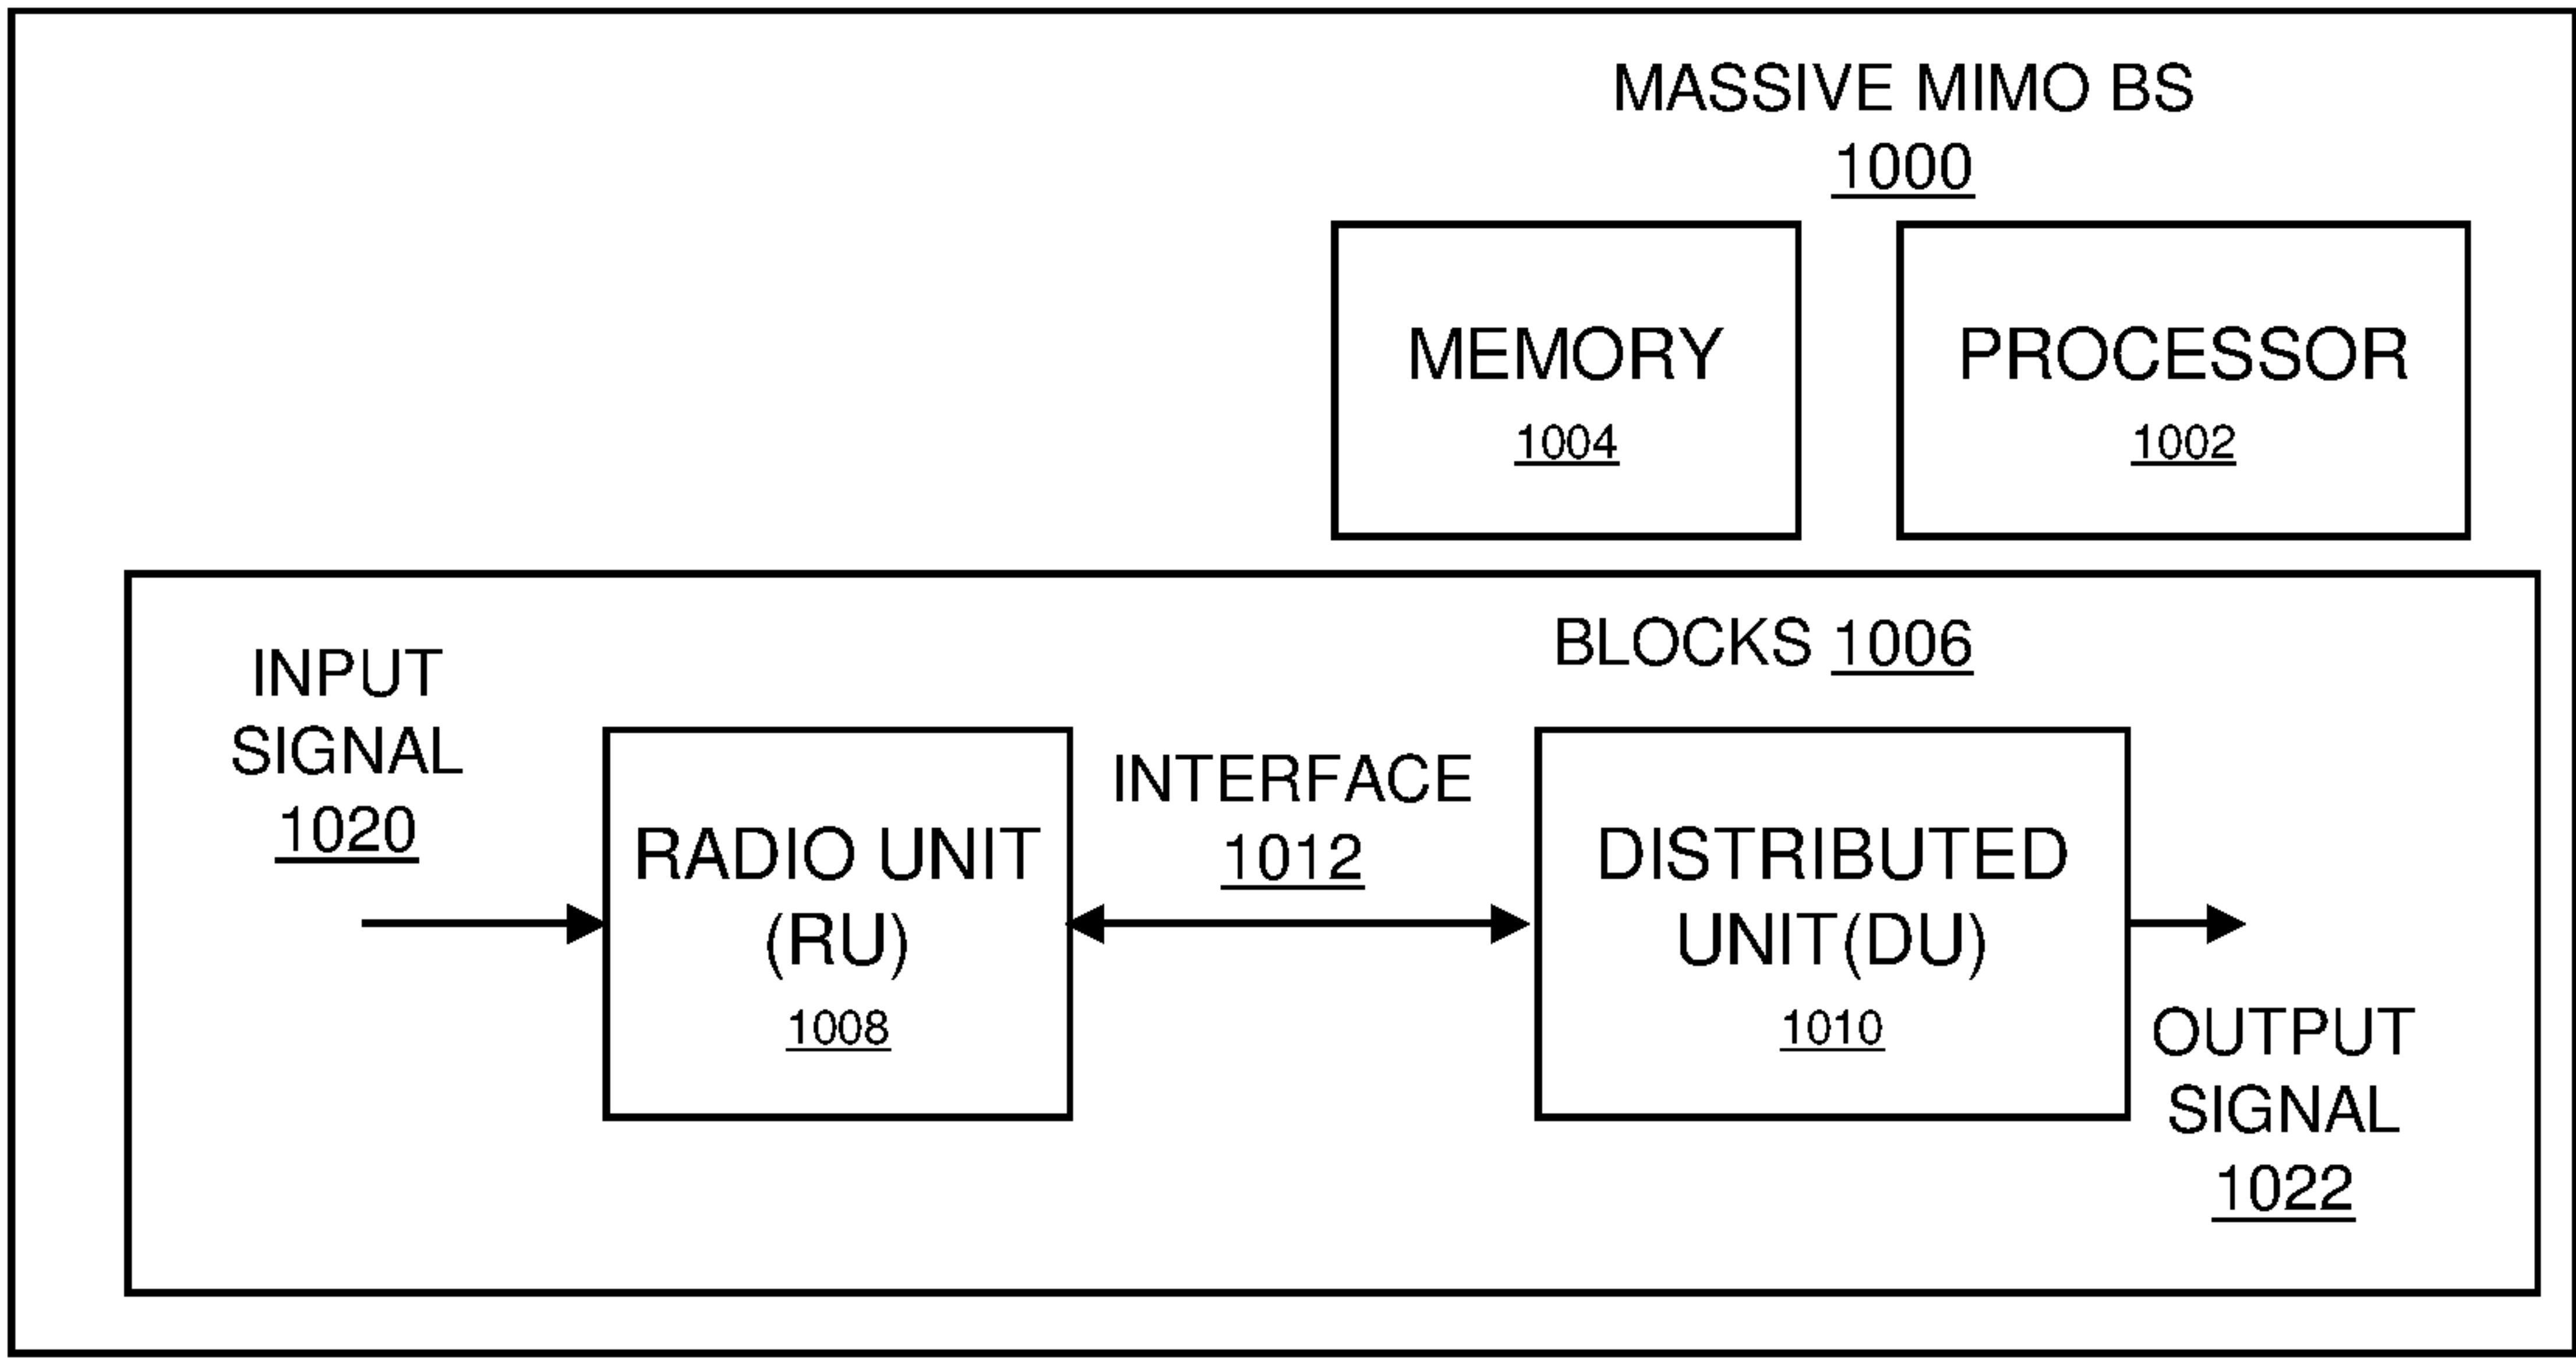 MASSIVE MIMO BS
1000
MEMORY
1004
PROCESSOR
1002
BLOCKS 1006
INPUT
SIGNAL
1020
RADIO UNIT
(RU)
1008
INTERFACE
1012
DISTRIBUTED
UNIT(DU)
1010
OUTPUT
SIGNAL
1022